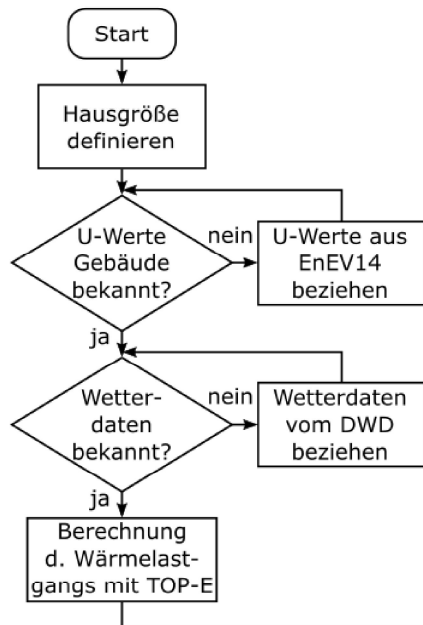 Start
Hausgröße
definieren
U-Werte
Gebäude
bekannt?
nein
U-Werte aus
EnEV14
beziehen
ja
Wetter-
daten
bekannt?
nein
Wetterdaten
vom DWD
beziehen
ja
Berechnung
d. Wärmelast-
gangs mit TOP-E